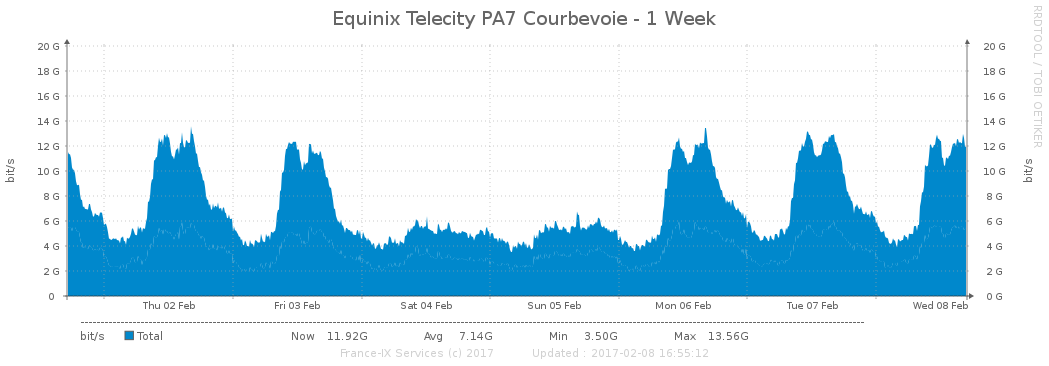 Equinix Telecity PA7 Courbevoie - 1 Week
RRDTOOL / TOBI OETIKER
bit/s
20 G
18 G
16 G
14 G
12 G
10 G
8 G
6 G
4 G
2 G
0
20 G
18 G
16 G
14 G
12 G
10 G
8 G
6 G
4 G
2 G
0 G
bit/s
Thu 02 Feb Fri 03 Feb Sat 04 Feb Sun 05 Feb Mon 06 Feb Tue 07 Feb Wed 08 Feb
bit/s Total Now 11.92G Avg 7.14G Min 3.50G Max 13.56G
France-IX Services (c) 2017 Updated : 2017-02-08 16:55:12